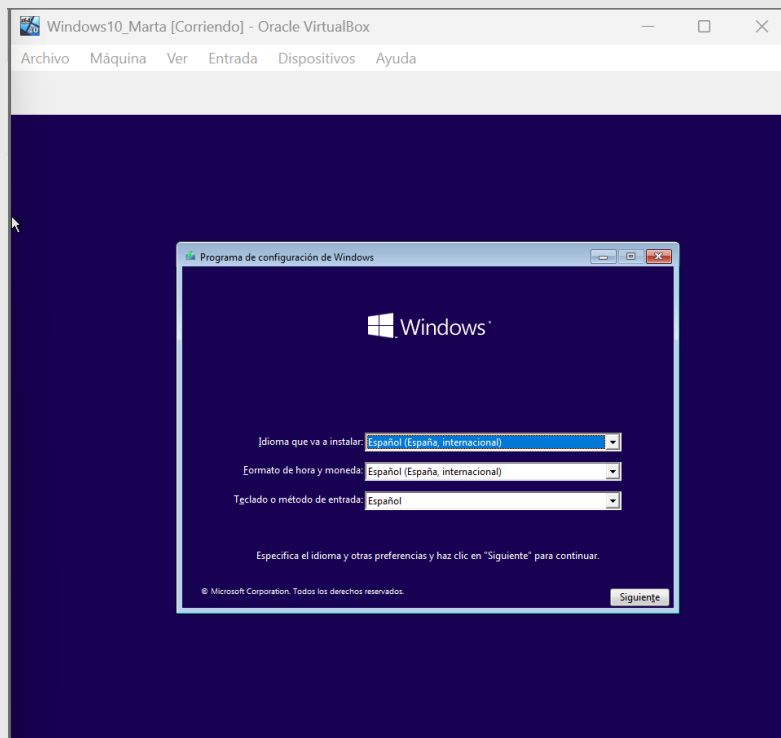 Windows10_Marta [Corriendo] - Oracle VirtualBox
Archivo Máquina Ver Entrada Dispositivos Ayuda
Programa de configuración de Windows
Windows
Idioma que va a instalar: Español (España, internacional)
Formato de hora y moneda: Español (España, internacional)
Teclado o método de entrada: Español
Especifica el idioma y otras preferencias y haz clic en "Siguiente" para continuar.
© Microsoft Corporation. Todos los derechos reservados.
Siguiente